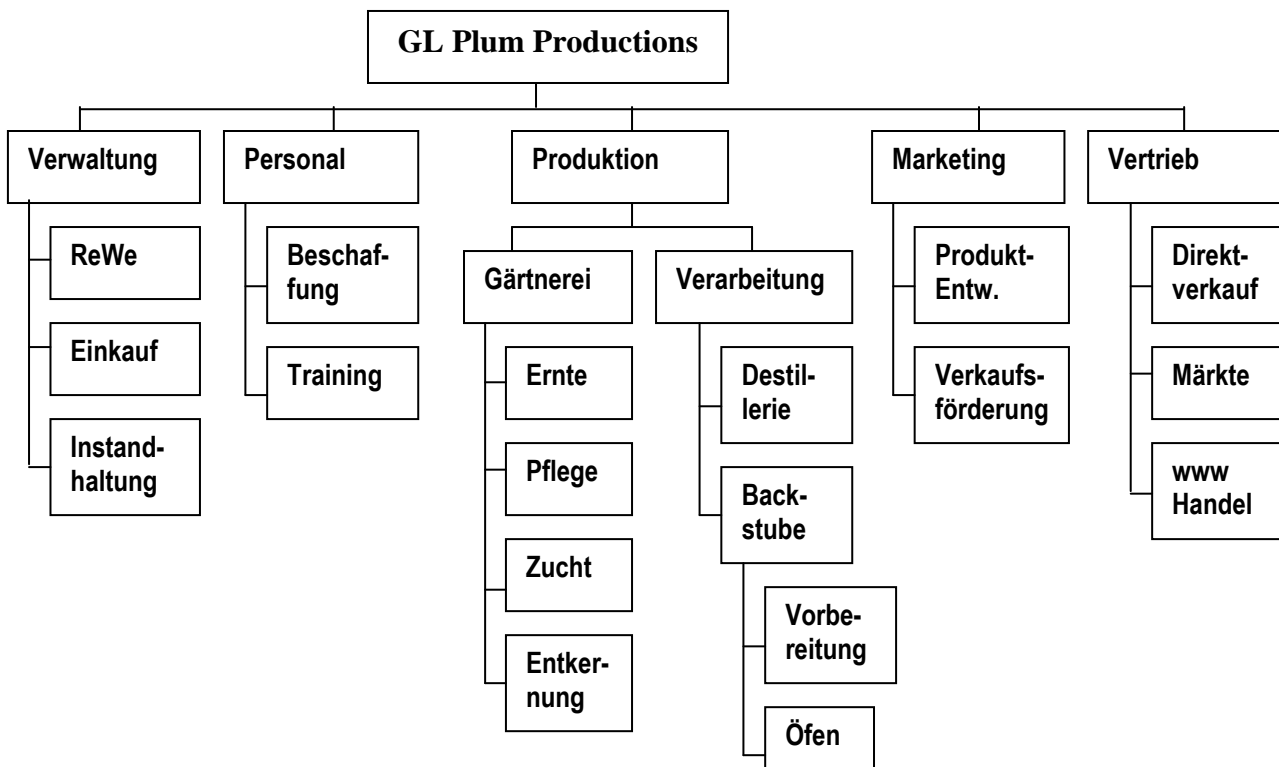 GL Plum Productions
Verwaltung
Personal
Produktion
Marketing
Vertrieb
ReWe
Einkauf
Instand-
haltung
Beschaf-
fung
Training
Gärtnerei
Ernte
Pflege
Zucht
Entker-
nung
Verarbeitung
Destil-
lerie
Back-
stube
Vorbe-
reitung
Öfen
Produkt-
Entw.
Verkaufs-
förderung
Direkt-
verkauf
Märkte
www
Handel